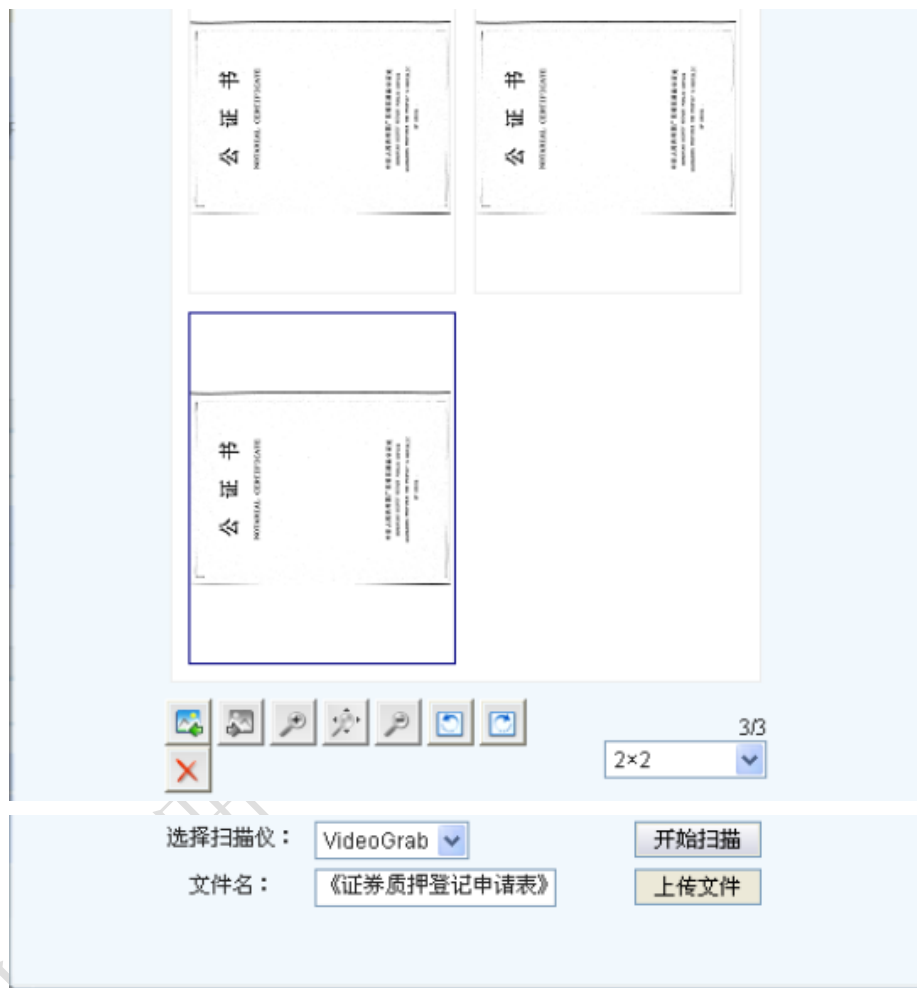 公证书
NOTARIAL CERTIFICATE
公证书
NOTARIAL CERTIFICATE
公证书
NOTARIAL CERTIFICATE
3/3
2×2
选择扫描仪：
VideoGrab
开始扫描
文件名：
《证券质押登记申请表》
上传文件